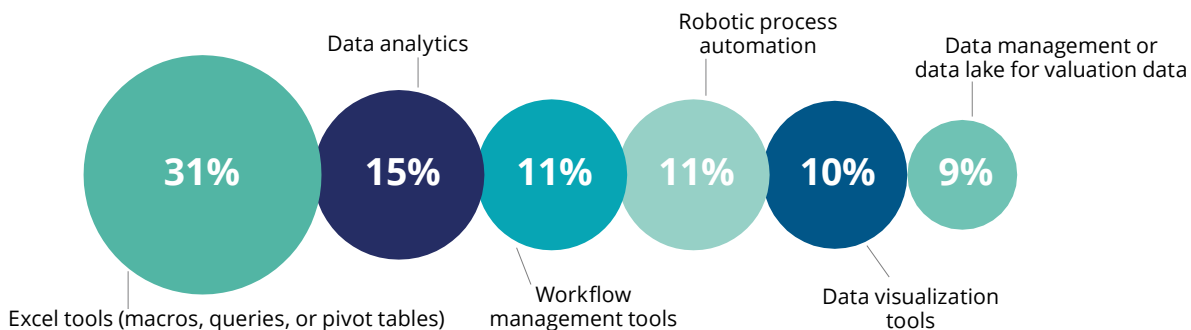 Robotic process
automation
Data analytics
Data management or
data lake for valuation data
31%
15%
11%
11%
10%
9%
Workflow
management tools
Data visualization
tools
Excel tools (macros, queries, or pivot tables)